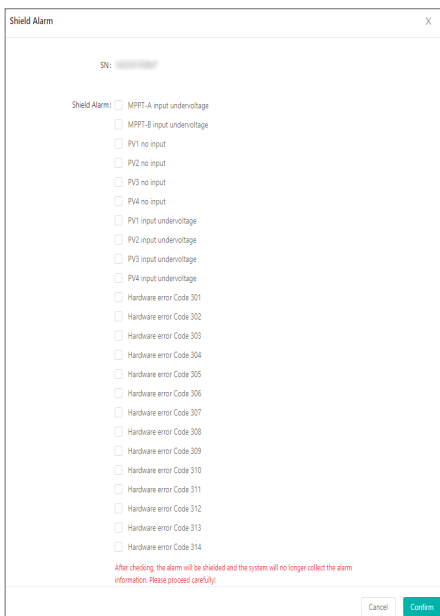 Shield Alarm X
SN:
Shield Alarm: MPPT-A input undervoltage
MPPT-B input undervoltage
PV1 no input
PV2 no input
PV3 no input
PV4 no input
PV1 input undervoltage
PV2 input undervoltage
PV3 input undervoltage
PV4 input undervoltage
Hardware error Code 301
Hardware error Code 302
Hardware error Code 303
Hardware error Code 304
Hardware error Code 305
Hardware error Code 306
Hardware error Code 307
Hardware error Code 308
Hardware error Code 309
Hardware error Code 310
Hardware error Code 311
Hardware error Code 312
Hardware error Code 313
Hardware error Code 314
After checking, the alarm will be shielded and the system will no longer collect the alarm
information. Please proceed carefully!
Cancel Confirm